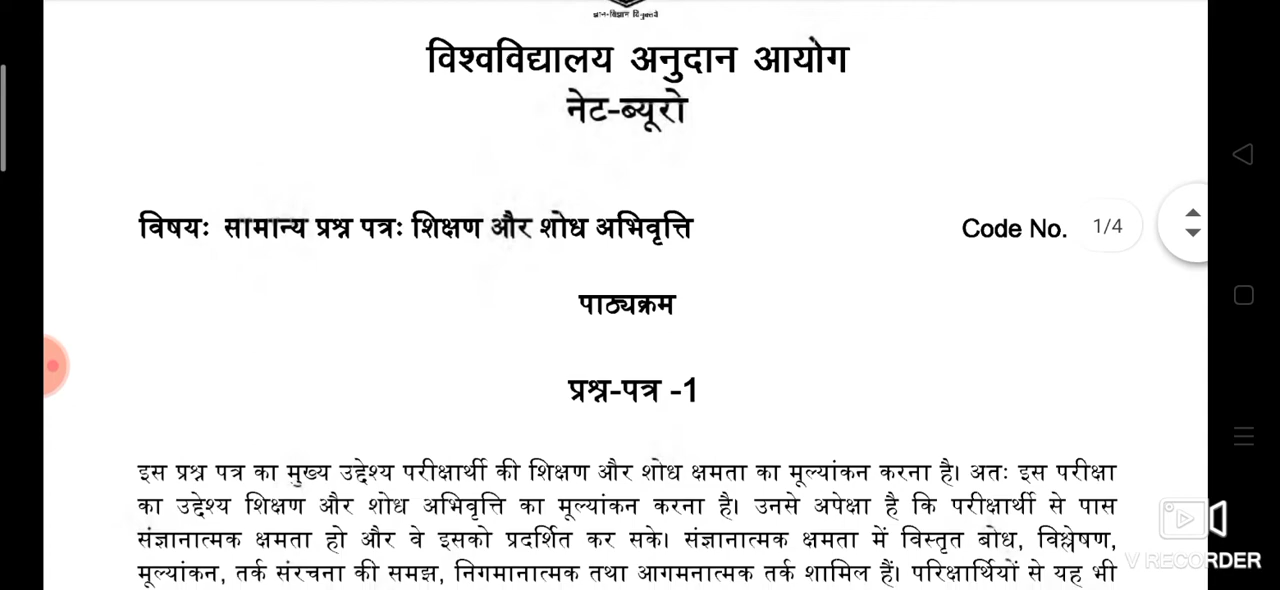 ज्ञान-विज्ञान विमुक्तये
विश्वविद्यालय अनुदान आयोग
नेट-ब्यूरो
विषयः सामान्य प्रश्न पत्रः शिक्षण और शोध अभिवृत्ति Code No. 1/4
पाठ्यक्रम
प्रश्न-पत्र -1
इस प्रश्न पत्र का मुख्य उद्देश्य परीक्षार्थी की शिक्षण और शोध क्षमता का मूल्यांकन करना है। अतः इस परीक्षा
का उद्देश्य शिक्षण और शोध अभिवृत्ति का मूल्यांकन करना है। उनसे अपेक्षा है कि परीक्षार्थी से पास
संज्ञानात्मक क्षमता हो और वे इसको प्रदर्शित कर सके। संज्ञानात्मक क्षमता में विस्तृत बोध, विश्लेषण,
मूल्यांकन, तर्क संरचना की समझ, निगमानात्मक तथा आगमनात्मक तर्क शामिल हैं। परिक्षार्थियों से यह भी
V RECORDER